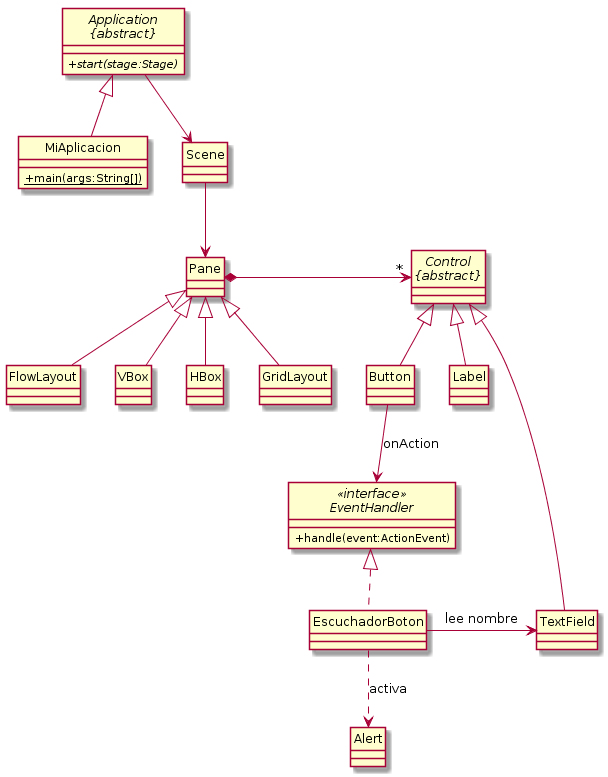 Application
{abstract}
+start(stage:Stage)
MiAplicacion
+main(args:String[])
Scene
Pane
*
Control
{abstract}
FlowLayout
VBox
HBox
GridLayout
Button
Label
onAction
«interface»
EventHandler
+handle(event:ActionEvent)
EscuchadorBoton
lee nombre
TextField
activa
Alert